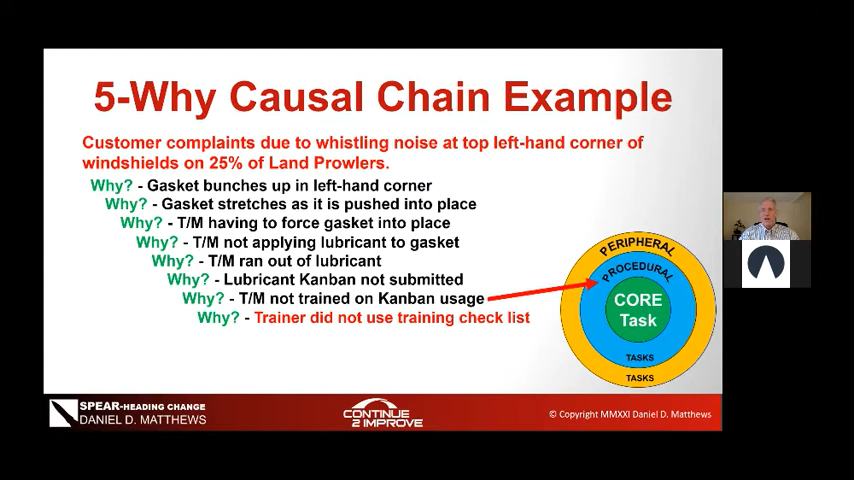 5-Why Causal Chain Example
Customer complaints due to whistling noise at top left-hand corner of
windshields on 25% of Land Prowlers.
Why? - Gasket bunches up in left-hand corner
Why? - Gasket stretches as it is pushed into place
Why? - T/M having to force gasket into place
Why? - T/M not applying lubricant to gasket
Why? - T/M ran out of lubricant
Why? - Lubricant Kanban not submitted
Why? - T/M not trained on Kanban usage
Why? - Trainer did not use training check list
PERIPHERAL
PROCEDURAL
CORE
Task
TASKS
TASKS
SPEAR-HEADING CHANGE
DANIEL D. MATTHEWS
CONTINUE
2 IMPROVE
© Copyright MMXXI Daniel D. Matthews